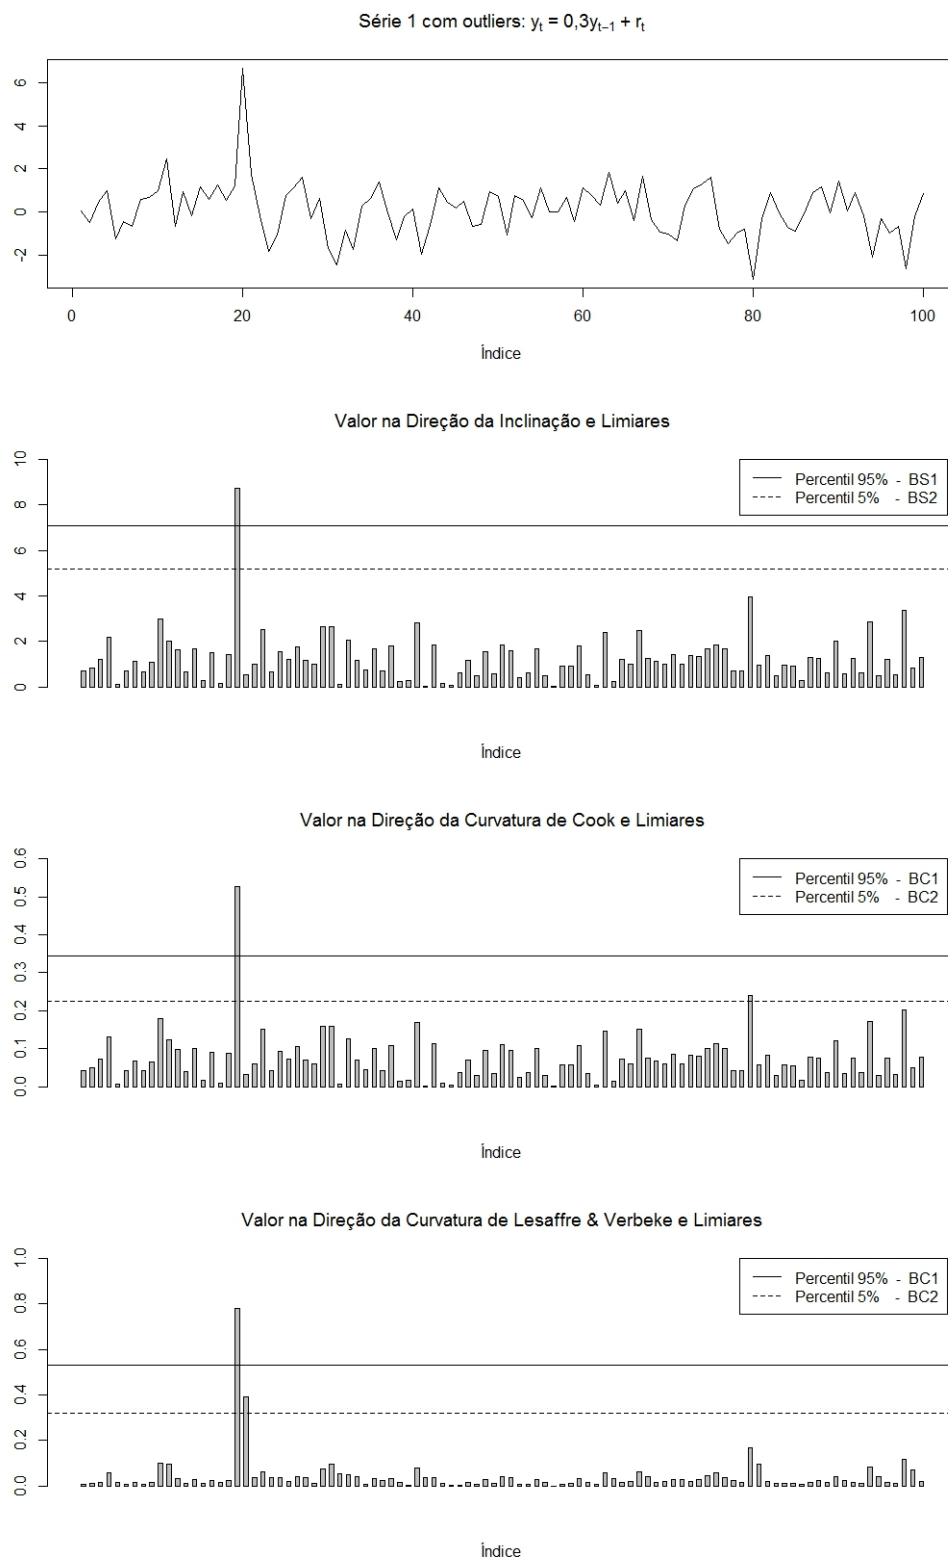 Série 1 com outliers: yt = 0,3yt−1 + rt
6
4
2
0
-2
0 20 40 60 80 100
Índice
Valor na Direção da Inclinação e Limiares
10
8
6
4
2
0
Percentil 95% - BS1
Percentil 5% - BS2
Índice
Valor na Direção da Curvatura de Cook e Limiares
0.6
0.5
0.4
0.3
0.2
0.1
0.0
Percentil 95% - BC1
Percentil 5% - BC2
Índice
Valor na Direção da Curvatura de Lesaffre & Verbeke e Limiares
1.0
0.8
0.6
0.4
0.2
0.0
Percentil 95% - BC1
Percentil 5% - BC2
Índice